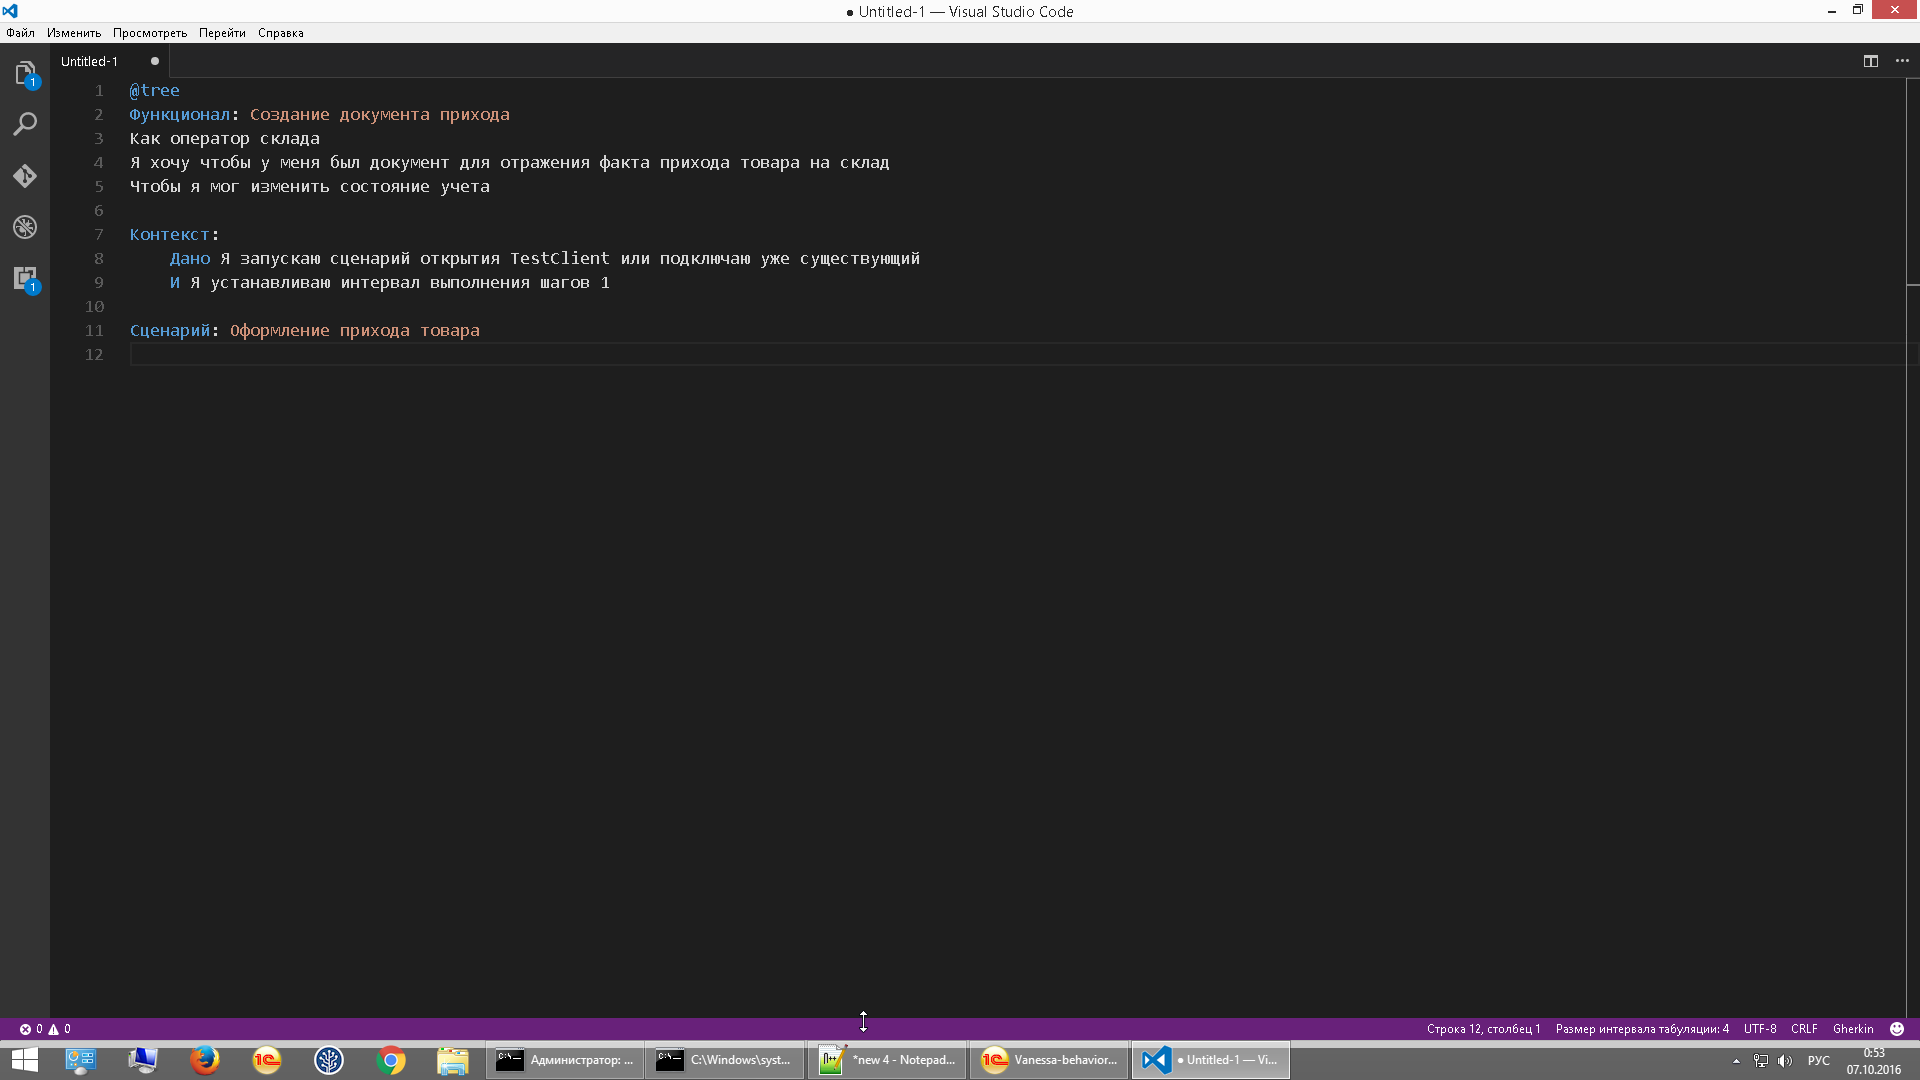 ● Untitled-1 — Visual Studio Code
Файл Изменить Просмотреть Перейти Справка
Untitled-1 ●
1 @tree
2 Функционал: Создание документа прихода
3 Как оператор склада
4 Я хочу чтобы у меня был документ для отражения факта прихода товара на склад
5 Чтобы я мог изменить состояние учета
6
7 Контекст:
8 Дано Я запускаю сценарий открытия TestClient или подключаю уже существующий
9 И Я устанавливаю интервал выполнения шагов 1
10
11 Сценарий: Оформление прихода товара
12
1
1
0 0
Строка 12, столбец 1 Размер интервала табуляции: 4 UTF-8 CRLF Gherkin
Администратор: ... C:\Windows\syst... *new 4 - Notepad... Vanessa-behavior... ● Untitled-1 — Vi...
РУС
0:53
07.10.2016